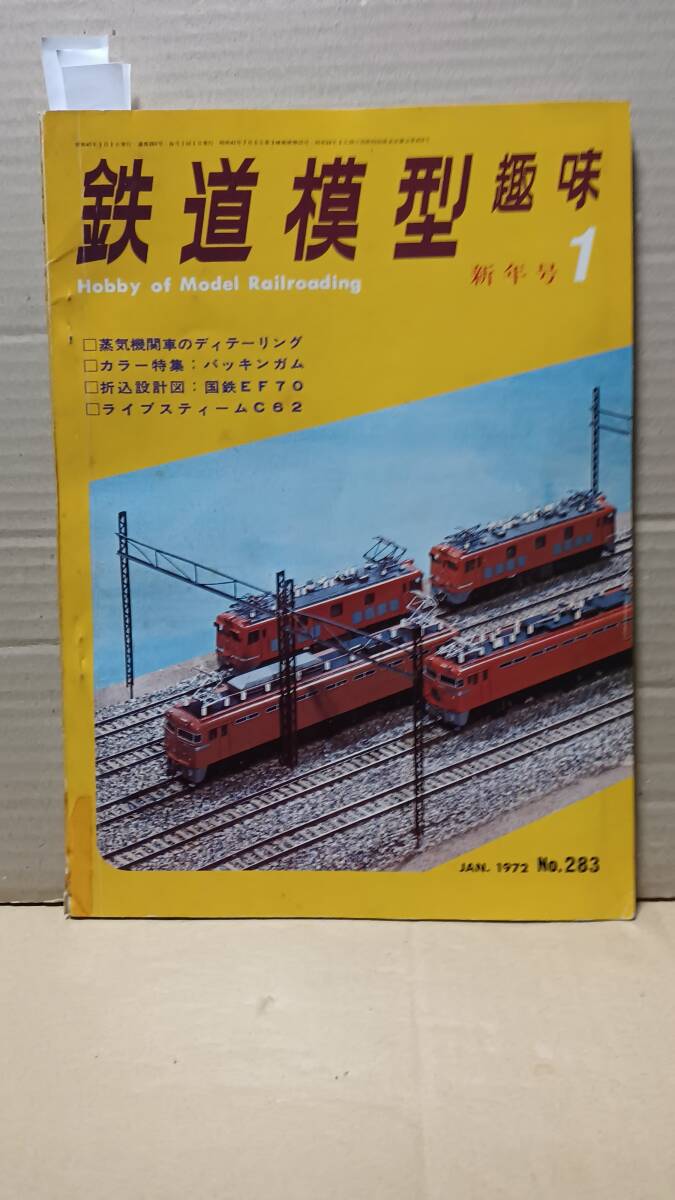 鉄道模型趣味
Hobby of Model Railroading
新年号 1
□蒸気機関車のディテーリング
□カラー特集：バッキンガム
□折込設計図：国鉄EF70
□ライブスティームC62
JAN. 1972 No.283